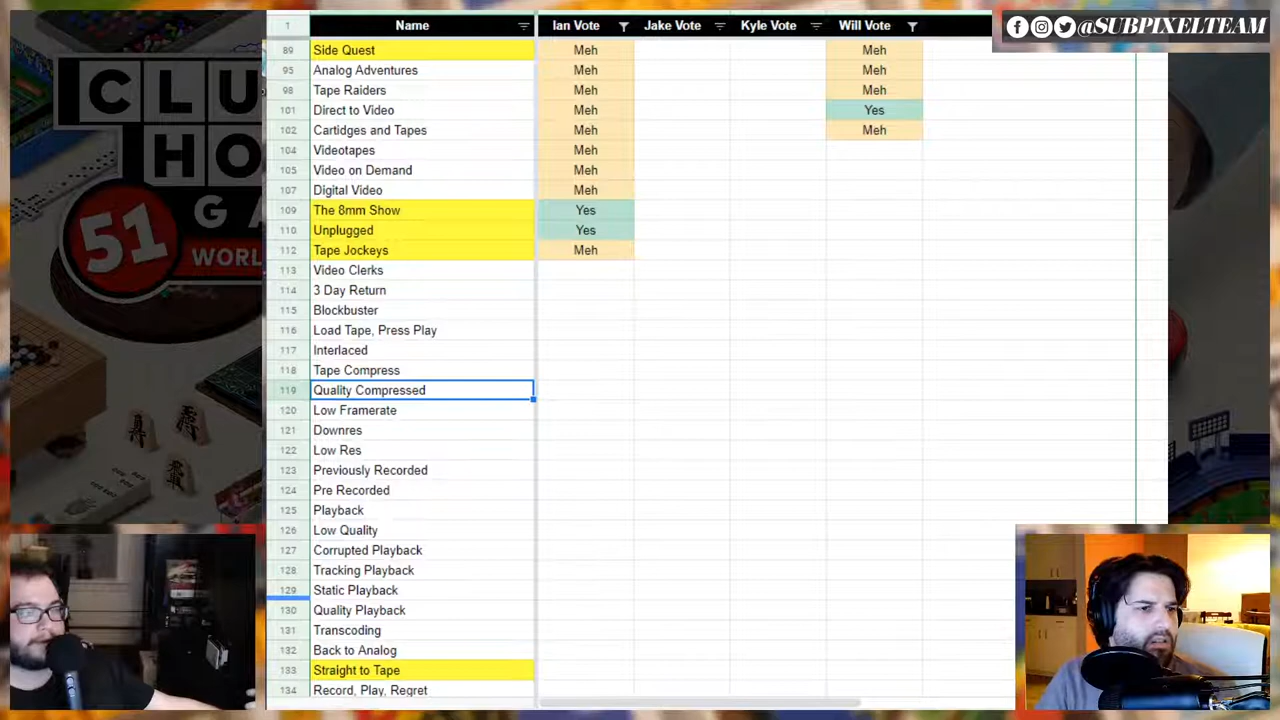 @SUBPIXELTEAM
1 Name Ian Vote Jake Vote Kyle Vote Will Vote
89 Side Quest Meh Meh
95 Analog Adventures Meh Meh
98 Tape Raiders Meh Meh
101 Direct to Video Meh Yes
102 Cartidges and Tapes Meh Meh
104 Videotapes Meh
105 Video on Demand Meh
107 Digital Video Meh
109 The 8mm Show Yes
110 Unplugged Yes
112 Tape Jockeys Meh
113 Video Clerks
114 3 Day Return
115 Blockbuster
116 Load Tape, Press Play
117 Interlaced
118 Tape Compress
119 Quality Compressed
120 Low Framerate
121 Downres
122 Low Res
123 Previously Recorded
124 Pre Recorded
125 Playback
126 Low Quality
127 Corrupted Playback
128 Tracking Playback
129 Static Playback
130 Quality Playback
131 Transcoding
132 Back to Analog
133 Straight to Tape
134 Record, Play, Regret
CLU
HO
GA
51
WORL